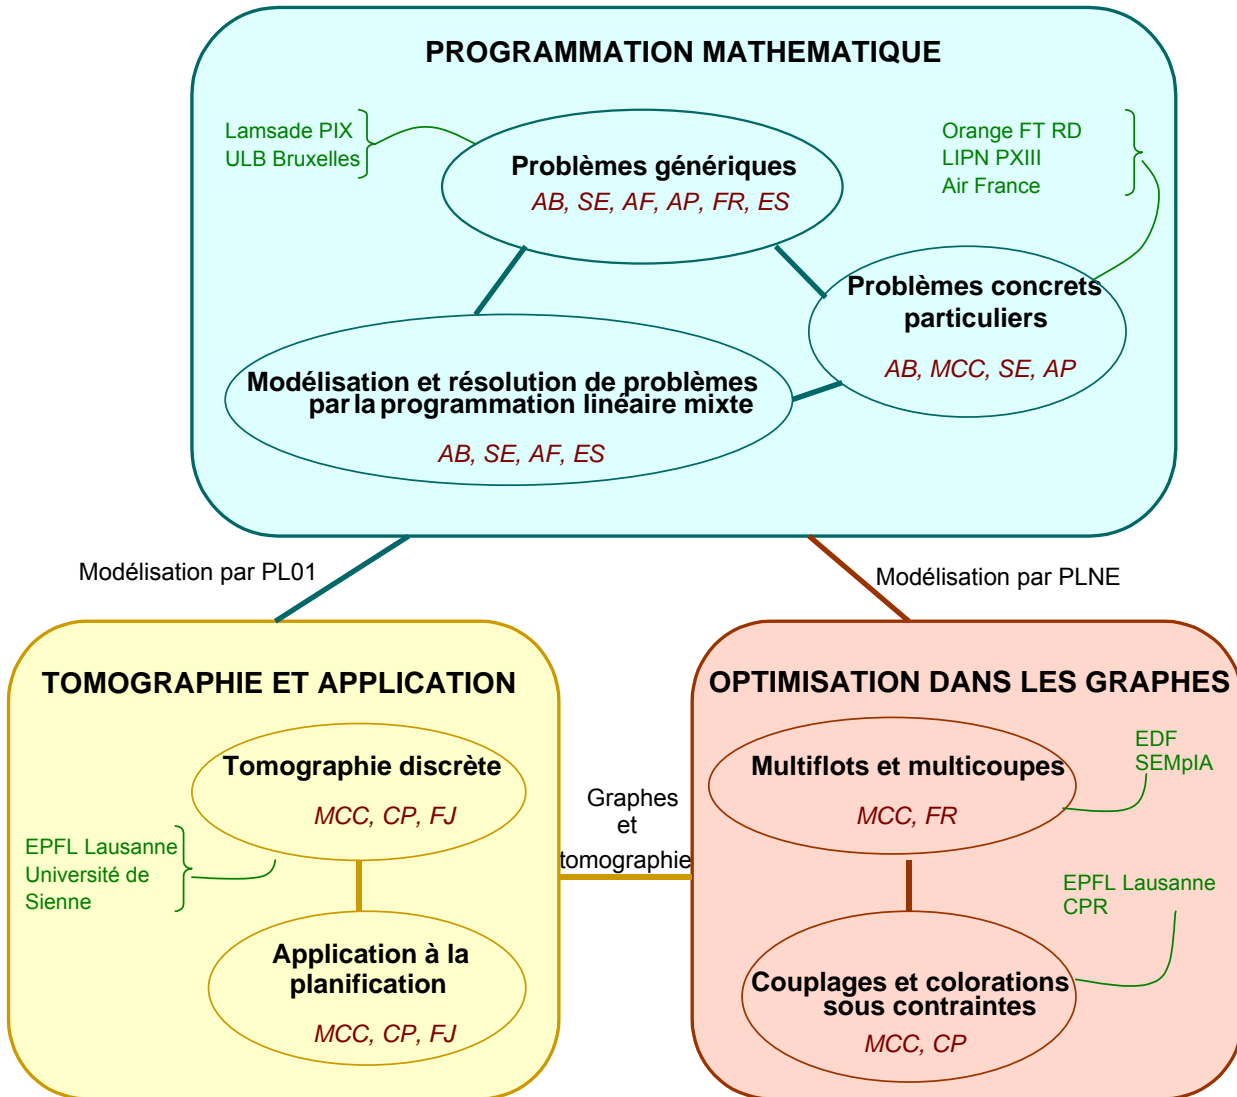 PROGRAMMATION MATHEMATIQUE
Lamsade PIX
ULB Bruxelles
Orange FT RD
LIPN PXIII
Air France
Problèmes génériques
AB, SE, AF, AP, FR, ES
Problèmes concrets
particuliers
AB, MCC, SE, AP
Modélisation et résolution de problèmes
par la programmation linéaire mixte
AB, SE, AF, ES
Modélisation par PL01
Modélisation par PLNE
TOMOGRAPHIE ET APPLICATION
Tomographie discrète
MCC, CP, FJ
EPFL Lausanne
Université de
Sienne
Application à la
planification
MCC, CP, FJ
Graphes
et
tomographie
OPTIMISATION DANS LES GRAPHES
Multiflots et multicoupes
MCC, FR
EDF
SEMpIA
EPFL Lausanne
CPR
Couplages et colorations
sous contraintes
MCC, CP